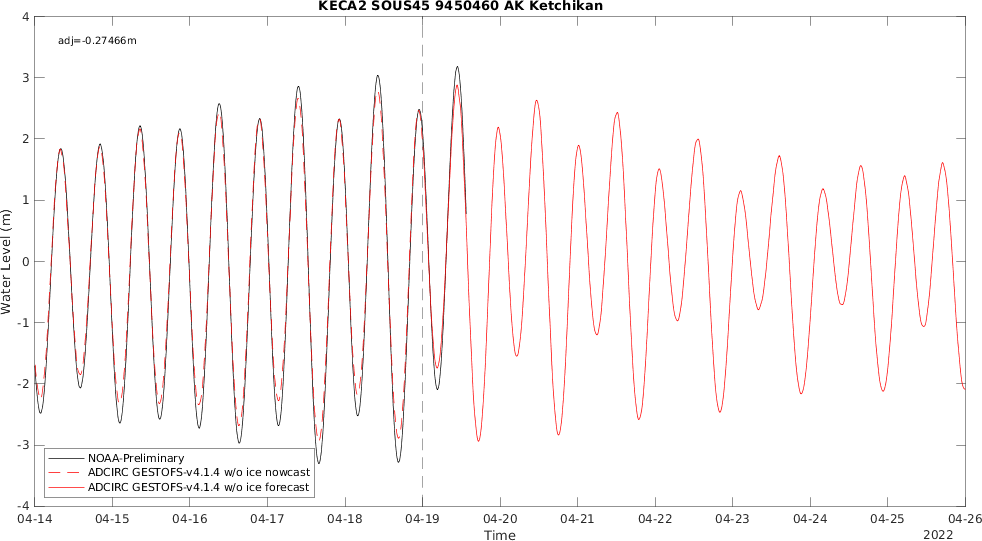 KECA2 SOUS45 9450460 AK Ketchikan
adj=-0.27466m
4
3
2
1
0
-1
-2
-3
-4
Water Level (m)
NOAA-Preliminary
ADCIRC GESTOFS-v4.1.4 w/o ice nowcast
ADCIRC GESTOFS-v4.1.4 w/o ice forecast
04-14 04-15 04-16 04-17 04-18 04-19 04-20 04-21 04-22 04-23 04-24 04-25 04-26
Time
2022